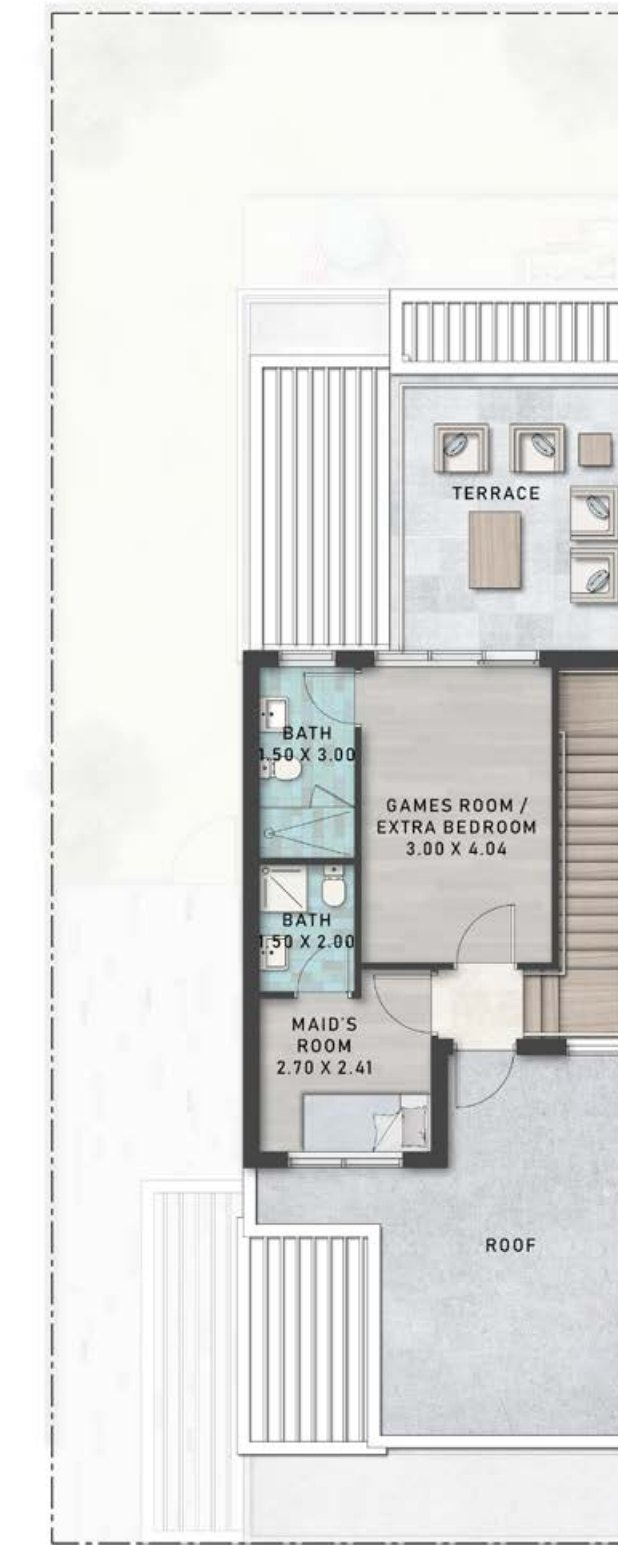 TERRACE
BATH
1.50 X 3.00
GAMES ROOM /
EXTRA BEDROOM
3.00 X 4.04
BATH
1.50 X 2.00
MAID'S
ROOM
2.70 X 2.41
ROOF